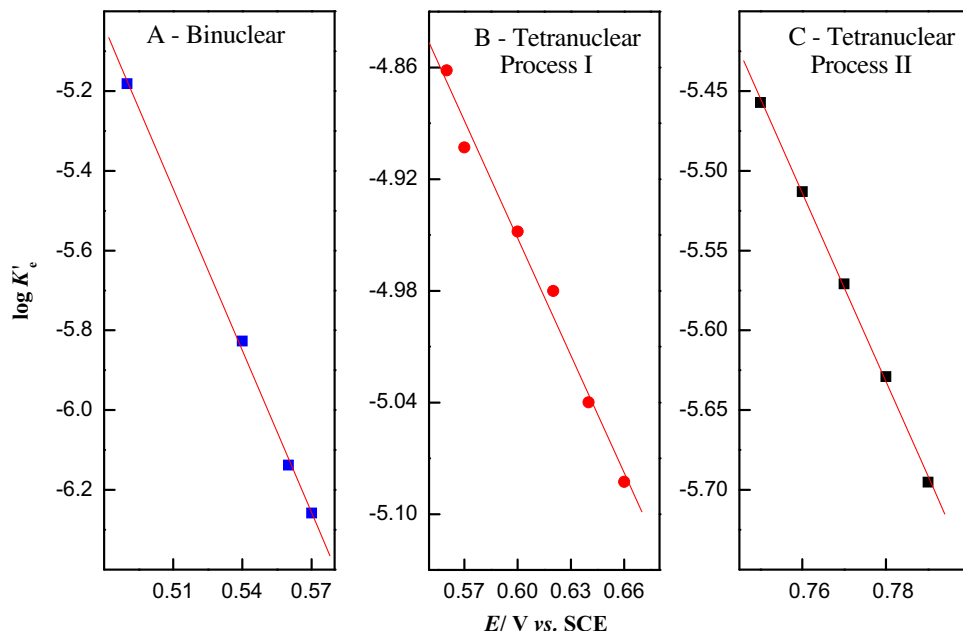 A - Binuclear
B - Tetranuclear
Process I
C - Tetranuclear
Process II
log K'e
-5.2
-5.4
-5.6
-5.8
-6.0
-6.2
0.51 0.54 0.57
-4.86
-4.92
-4.98
-5.04
-5.10
0.57 0.60 0.63 0.66
-5.45
-5.50
-5.55
-5.60
-5.65
-5.70
0.76 0.78
E/ V vs. SCE